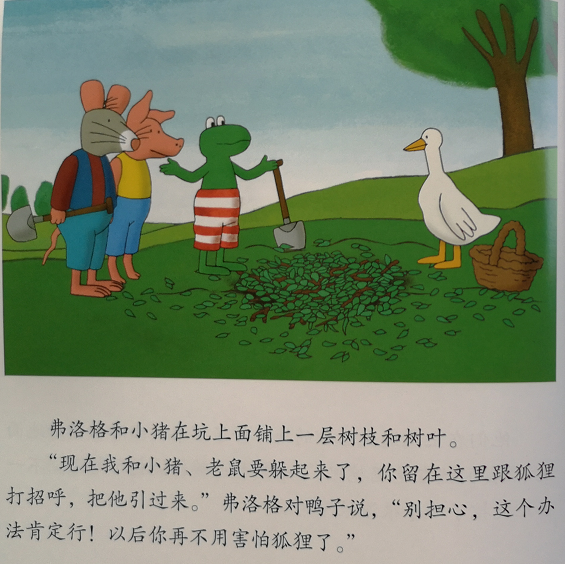 弗洛格和小猪在坑上面铺上一层树枝和树叶。
“现在我和小猪、老鼠要躲起来了，你留在这里跟狐狸
打招呼，把他引过来。”弗洛格对鸭子说，“别担心，这个办
法肯定行！以后你再不用害怕狐狸了。”